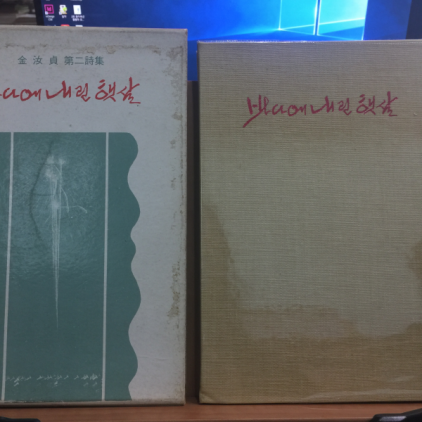 金汝貞 第二詩集
바다에 내린 햇살
바다에 내린 햇살